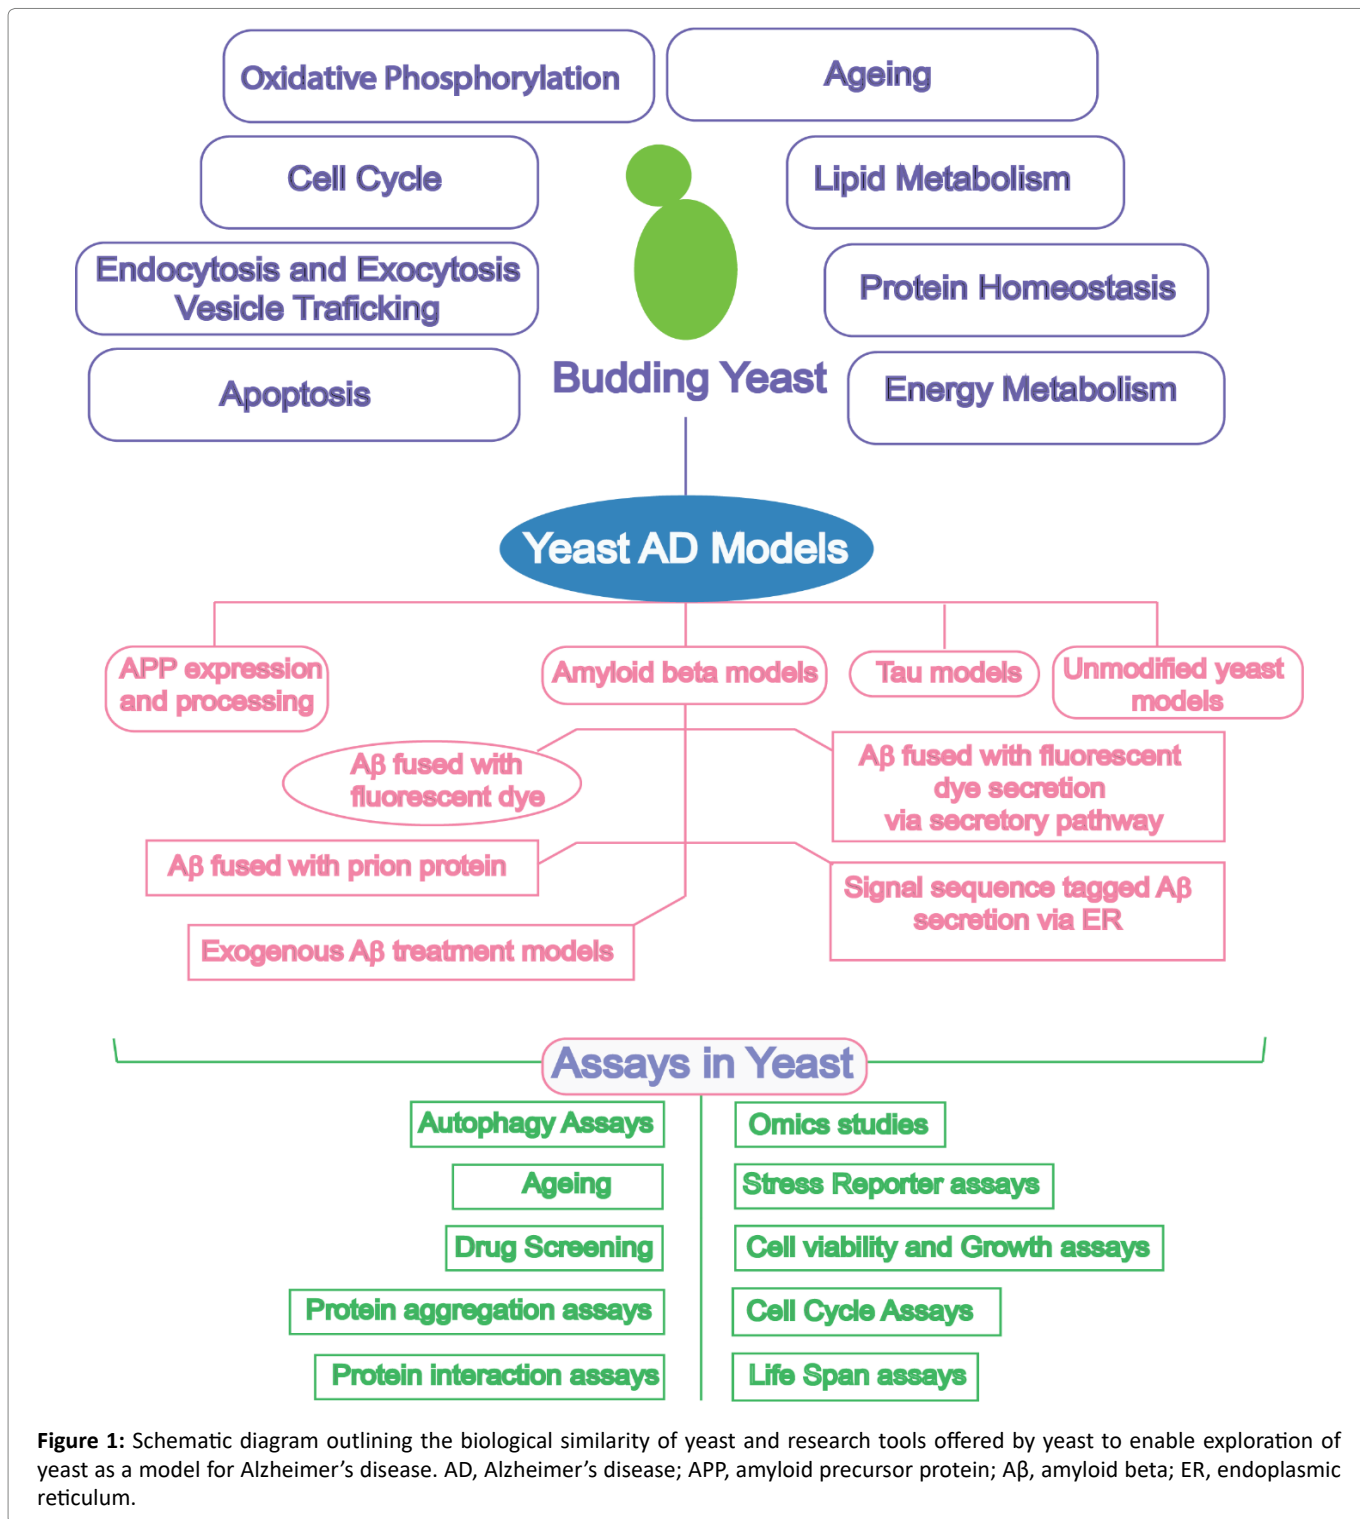 Oxidative Phosphorylation
Ageing
Cell Cycle
Lipid Metabolism
Endocytosis and Exocytosis
Vesicle Traficking
Protein Homeostasis
Apoptosis
Budding Yeast
Energy Metabolism
Yeast AD Models
APP expression
and processing
Amyloid beta models
Tau models
Unmodified yeast
models
Aβ fused with
fluorescent dye
Aβ fused with fluorescent
dye secretion
via secretory pathway
Aβ fused with prion protein
Signal sequence tagged Aβ
secretion via ER
Exogenous Aβ treatment models
Assays in Yeast
Autophagy Assays
Omics studies
Ageing
Stress Reporter assays
Drug Screening
Cell viability and Growth assays
Protein aggregation assays
Cell Cycle Assays
Protein interaction assays
Life Span assays
Figure 1: Schematic diagram outlining the biological similarity of yeast and research tools offered by yeast to enable exploration of
yeast as a model for Alzheimer’s disease. AD, Alzheimer’s disease; APP, amyloid precursor protein; Aβ, amyloid beta; ER, endoplasmic
reticulum.